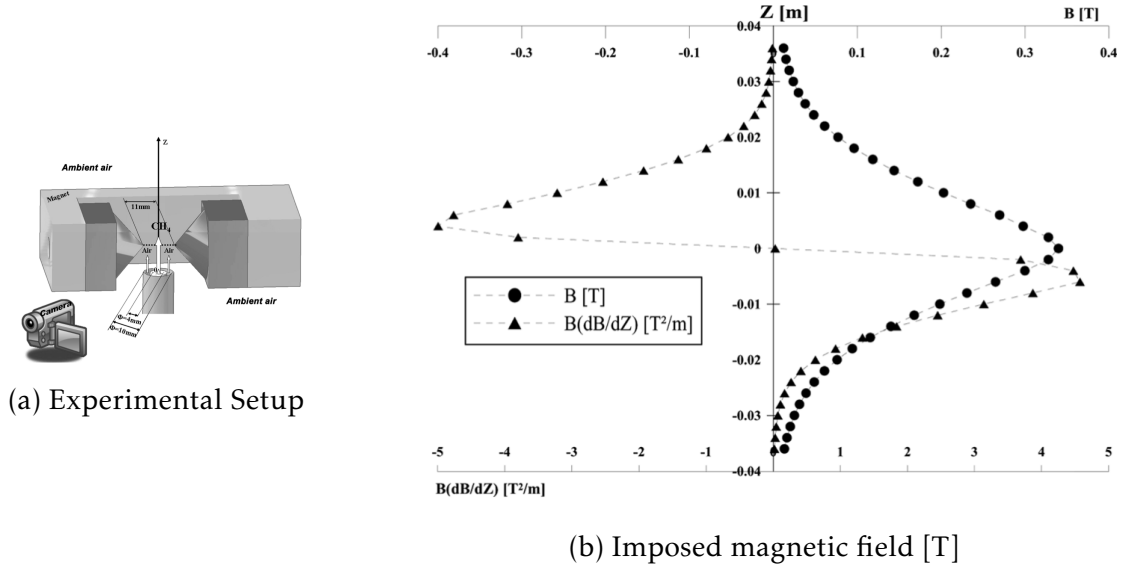 z
Ambient air
Magnet
11mm
CH₄
Air
Air
Ambient air
Camera
Φ=4mm
Φ=10mm
(a) Experimental Setup
Z [m]
B [T]
0.04
-0.4
-0.3
-0.2
-0.1
0
0.1
0.2
0.3
0.4
0.03
0.02
0.01
0
-0.01
-0.02
-0.03
-0.04
B [T]
B(dB/dZ) [T²/m]
-5
-4
-3
-2
-1
0
1
2
3
4
5
B(dB/dZ) [T²/m]
(b) Imposed magnetic field [T]